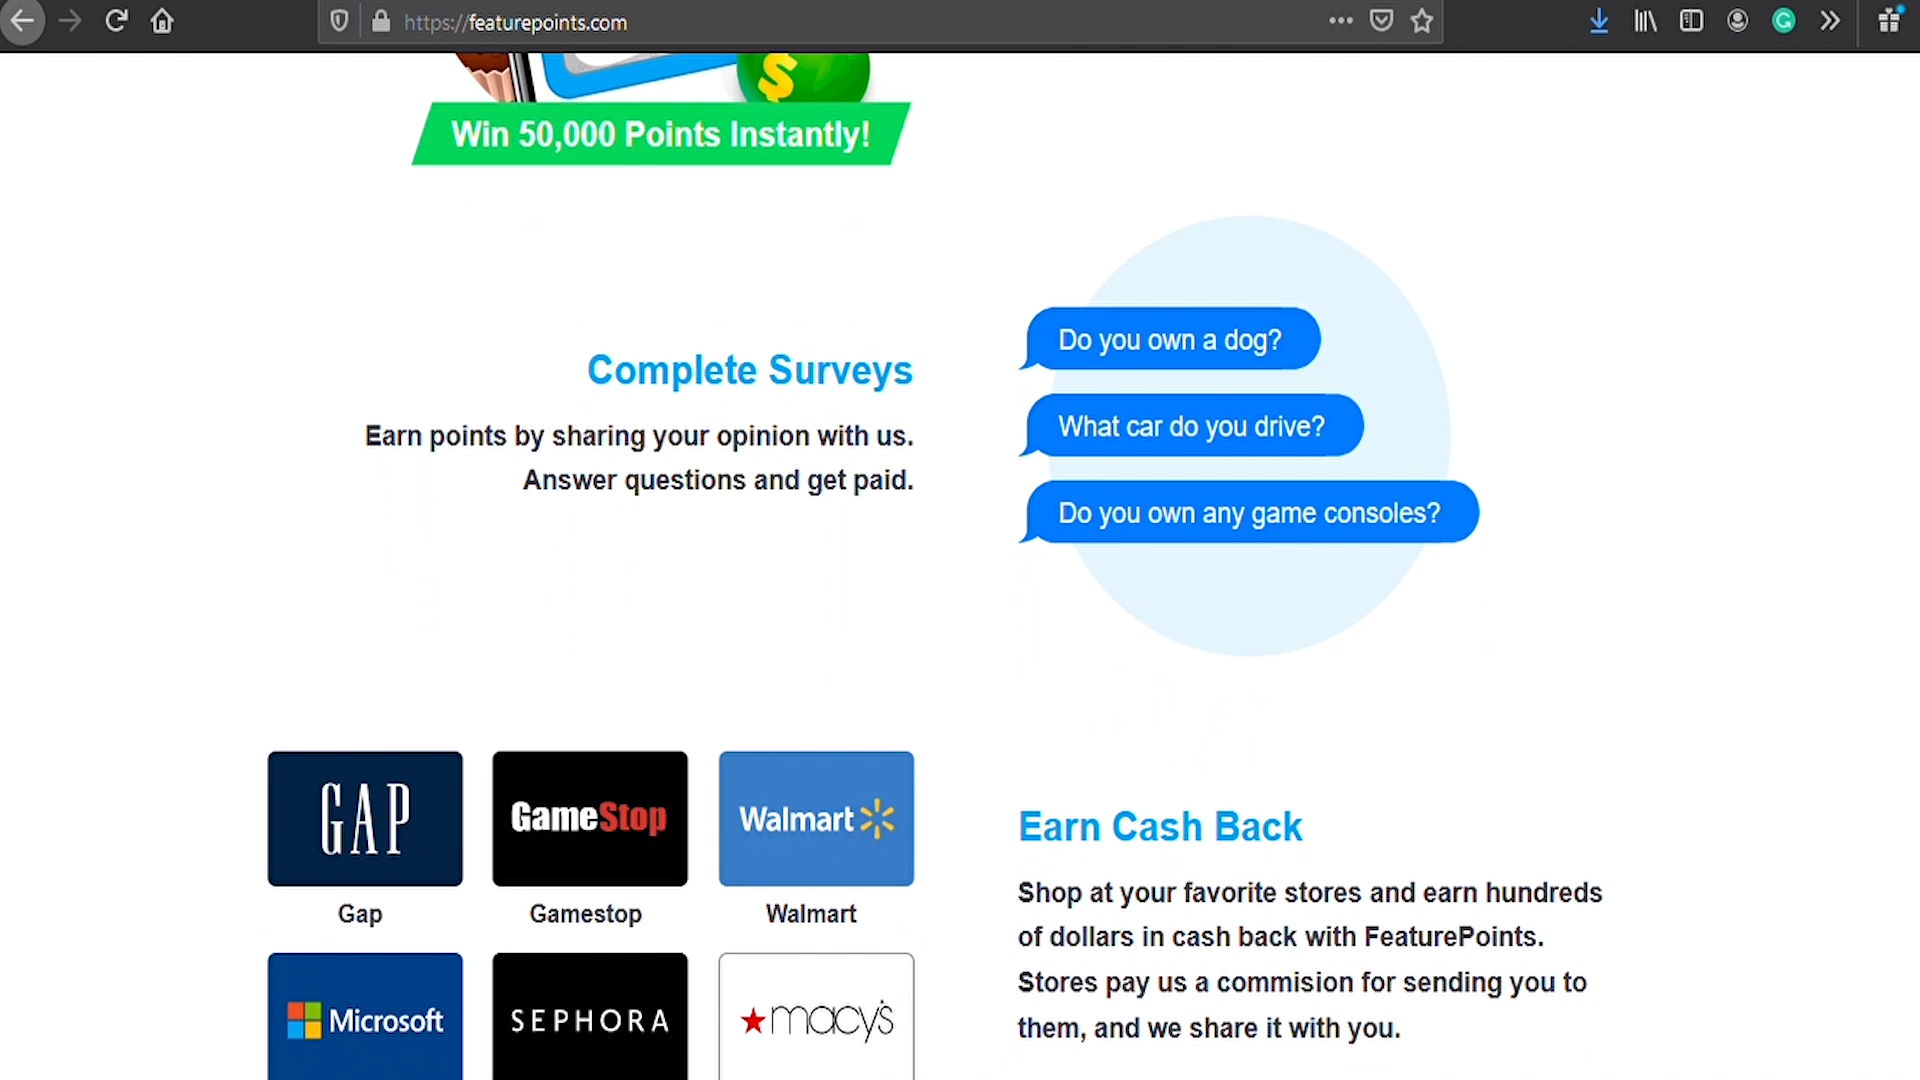 https://featurepoints.com
Win 50,000 Points Instantly!
Complete Surveys
Earn points by sharing your opinion with us.
Answer questions and get paid.
Do you own a dog?
What car do you drive?
Do you own any game consoles?
GAP
GameStop
Walmart
Gap
Gamestop
Walmart
Microsoft
SEPHORA
macy's
Earn Cash Back
Shop at your favorite stores and earn hundreds
of dollars in cash back with FeaturePoints.
Stores pay us a commision for sending you to
them, and we share it with you.